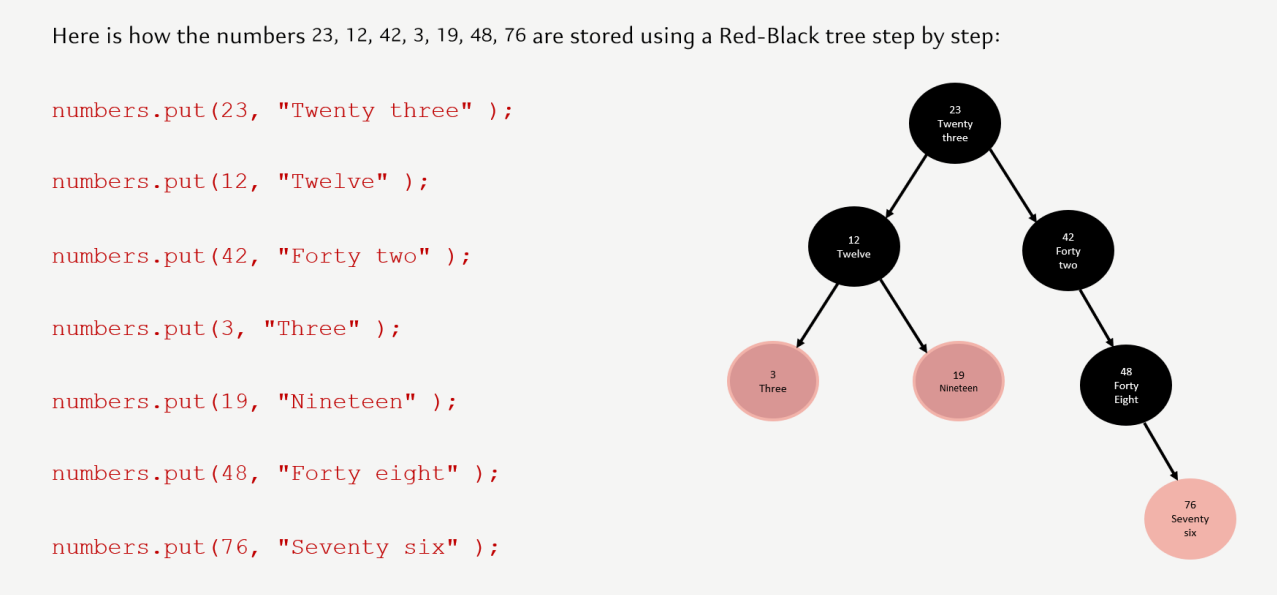 Here is how the numbers 23, 12, 42, 3, 19, 48, 76 are stored using a Red-Black tree step by step:
numbers.put(23, "Twenty three" );
numbers.put(12, "Twelve" );
numbers.put(42, "Forty two" );
numbers.put(3, "Three" );
numbers.put(19, "Nineteen" );
numbers.put(48, "Forty eight" );
numbers.put(76, "Seventy six" );
23
Twenty
three
12
Twelve
42
Forty
two
3
Three
19
Nineteen
48
Forty
Eight
76
Seventy
six